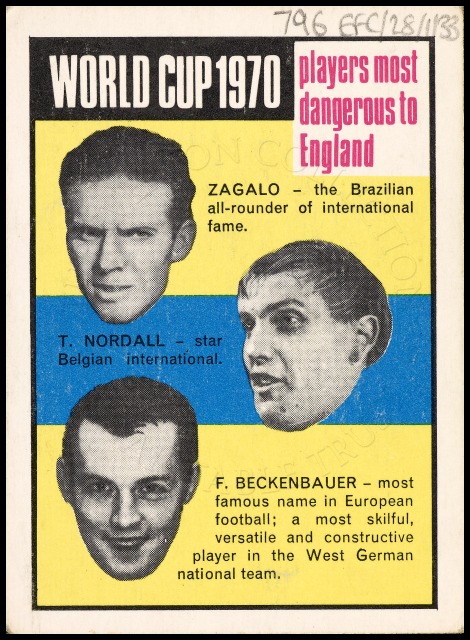 796 EFC/28/1/33
WORLD CUP 1970
players most
dangerous to
England
ZAGALO – the Brazilian
all-rounder of international
fame.
T. NORDALL – star
Belgian international.
F. BECKENBAUER – most
famous name in European
football; a most skilful,
versatile and constructive
player in the West German
national team.